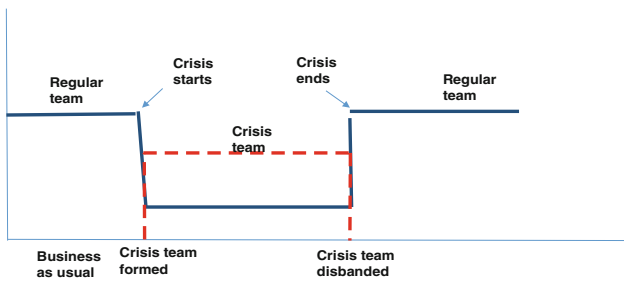 Crisis
starts
Crisis
ends
Regular
team
Regular
team
Crisis
team
Business
as usual
Crisis team
formed
Crisis team
disbanded